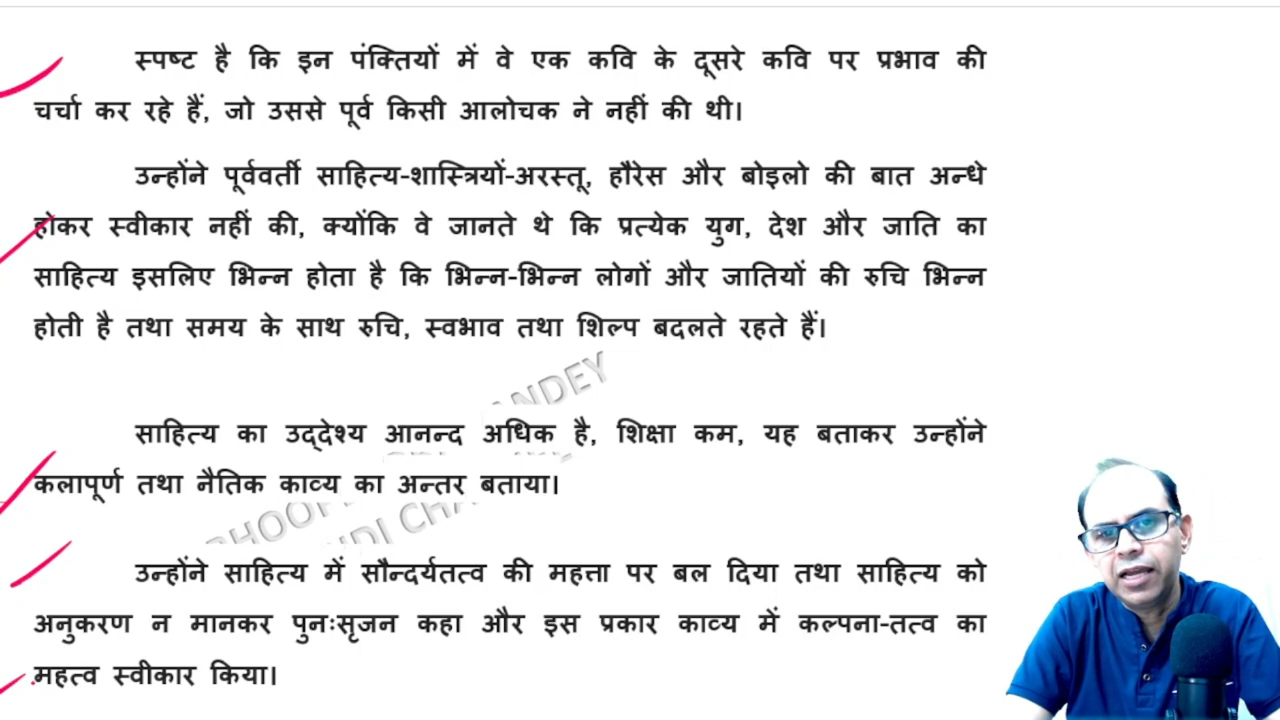 स्पष्ट है कि इन पंक्तियों में वे एक कवि के दूसरे कवि पर प्रभाव की
चर्चा कर रहे हैं, जो उससे पूर्व किसी आलोचक ने नहीं की थी।
उन्होंने पूर्ववर्ती साहित्य-शास्त्रियों-अरस्तू, हौरेस और बोइलो की बात अन्धे
होकर स्वीकार नहीं की, क्योंकि वे जानते थे कि प्रत्येक युग, देश और जाति का
साहित्य इसलिए भिन्न होता है कि भिन्न-भिन्न लोगों और जातियों की रुचि भिन्न
होती है तथा समय के साथ रुचि, स्वभाव तथा शिल्प बदलते रहते हैं।
साहित्य का उद्देश्य आनन्द अधिक है, शिक्षा कम, यह बताकर उन्होंने
कलापूर्ण तथा नैतिक काव्य का अन्तर बताया।
उन्होंने साहित्य में सौन्दर्यतत्व की महत्ता पर बल दिया तथा साहित्य को
अनुकरण न मानकर पुनःसृजन कहा और इस प्रकार काव्य में कल्पना-तत्व का
महत्व स्वीकार किया।